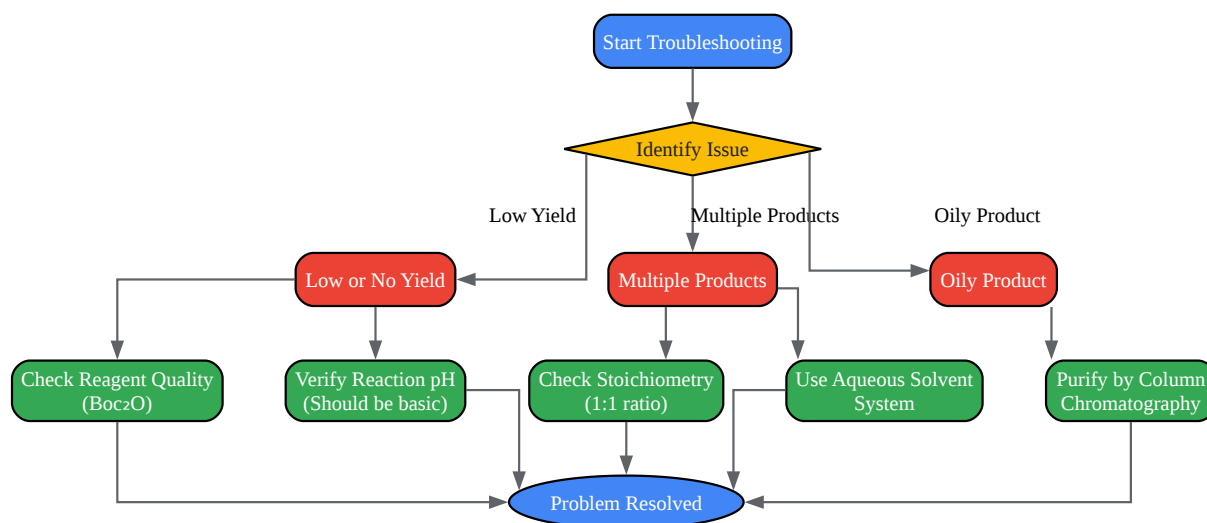 Start Troubleshooting
Identify Issue
Low Yield
Multiple Products
Oily Product
Low or No Yield
Multiple Products
Oily Product
Check Reagent Quality
(Boc₂O)
Verify Reaction pH
(Should be basic)
Check Stoichiometry
(1:1 ratio)
Use Aqueous Solvent
System
Purify by Column
Chromatography
Problem Resolved